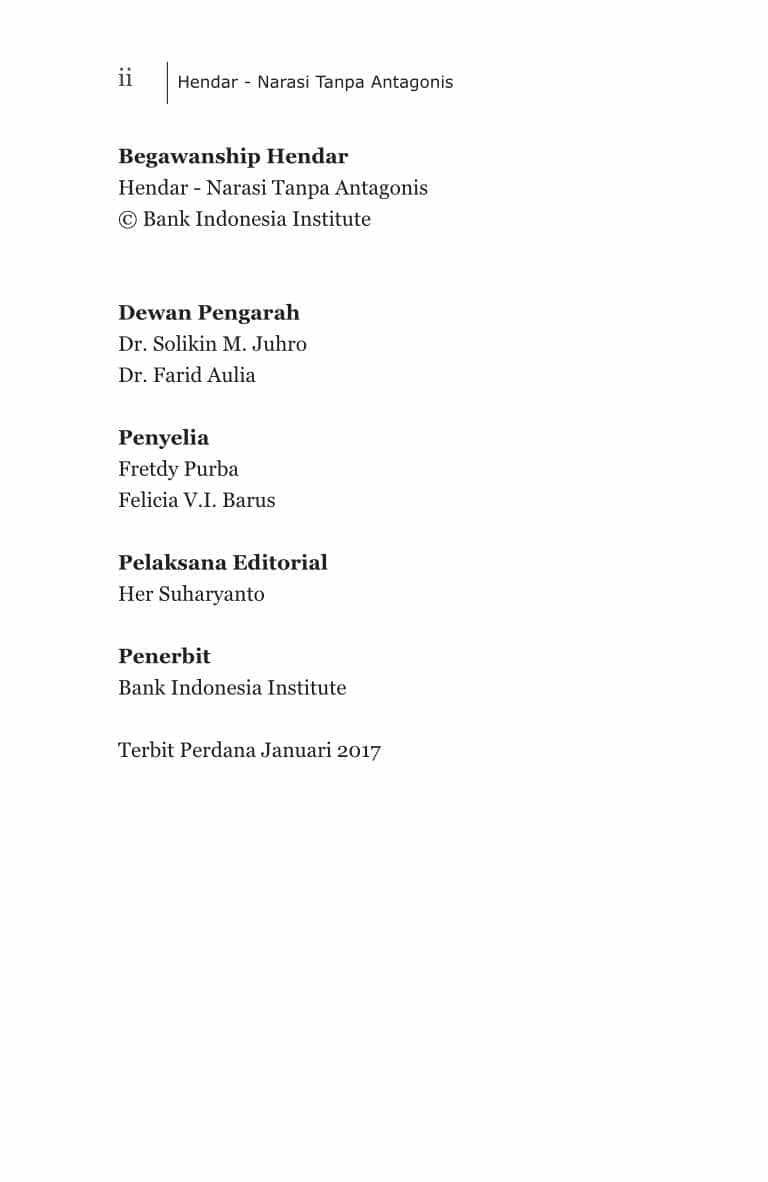 ii
Hendar - Narasi Tanpa Antagonis
Begawanship Hendar
Hendar - Narasi Tanpa Antagonis
© Bank Indonesia Institute
Dewan Pengarah
Dr. Solikin M. Juhro
Dr. Farid Aulia
Penyelia
Fretdy Purba
Felicia V.I. Barus
Pelaksana Editorial
Her Suharyanto
Penerbit
Bank Indonesia Institute
Terbit Perdana Januari 2017